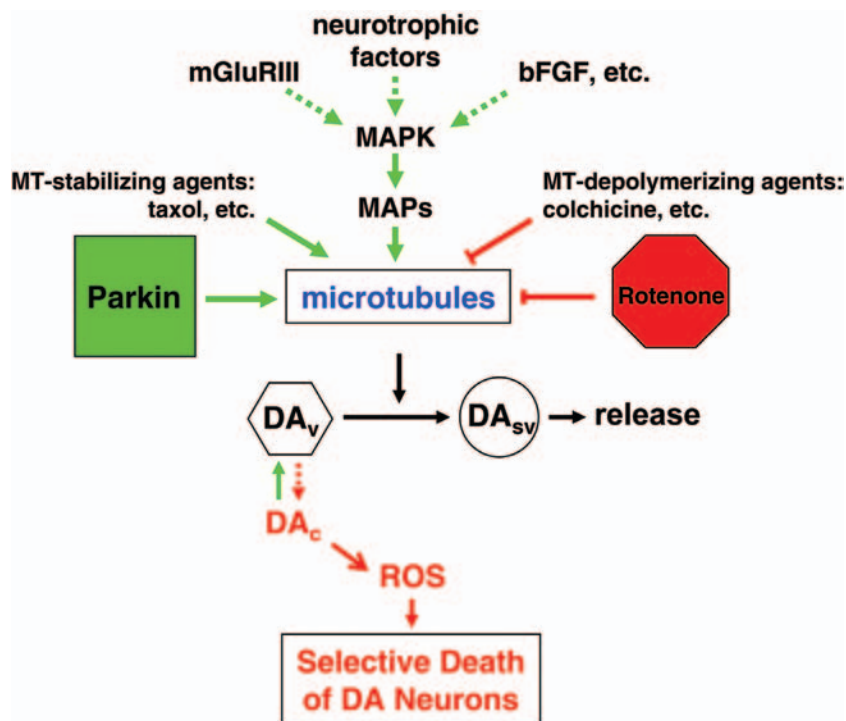 neurotrophic
factors
mGluRIII
bFGF, etc.
MAPK
MT-stabilizing agents:
taxol, etc.
MAPs
MT-depolymerizing agents:
colchicine, etc.
Parkin
microtubules
Rotenone
DAv
DAsv
release
DAc
ROS
Selective Death
of DA Neurons